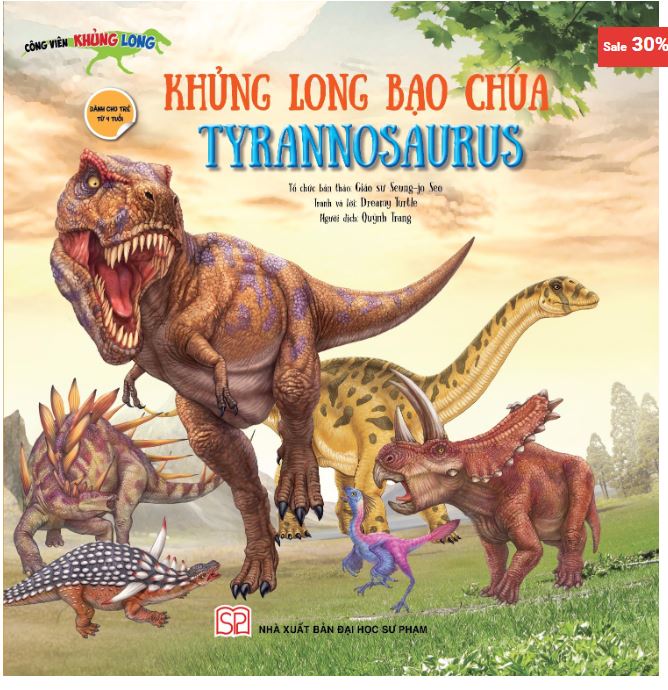 CÔNG VIÊN KHỦNG LONG
Sale 30%
DÀNH CHO TRẺ
TỪ 4 TUỔI
KHỦNG LONG BẠO CHÚA
TYRANNOSAURUS
Tổ chức bản thảo: Giáo sư Seung-jo Seo
Tranh và lời: Dreamy Turtle
Người dịch: Quỳnh Trang
SP
NHÀ XUẤT BẢN ĐẠI HỌC SƯ PHẠM